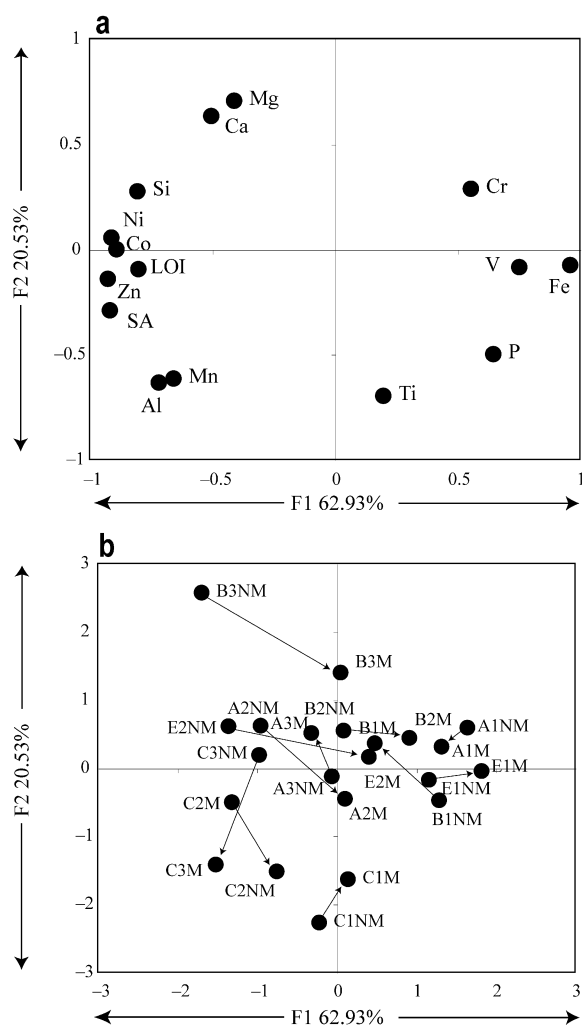 a
1
Mg
Ca
0.5
Si
Cr
Ni
Co
0
LOI
V
Fe
Zn
SA
−0.5
P
Mn
Al
Ti
−1
−1
−0.5
0
0.5
1
F2 20.53%
F1 62.93%
b
3
B3NM
2
B3M
1
A2NM
B2NM
E2NM
A3M
B1M
B2M
A1NM
C3NM
A1M
0
A3NM
E2M
E1M
E1NM
C2M
A2M
B1NM
−1
C3M
C2NM
C1M
−2
C1NM
−3
−3
−2
−1
0
1
2
3
F2 20.53%
F1 62.93%